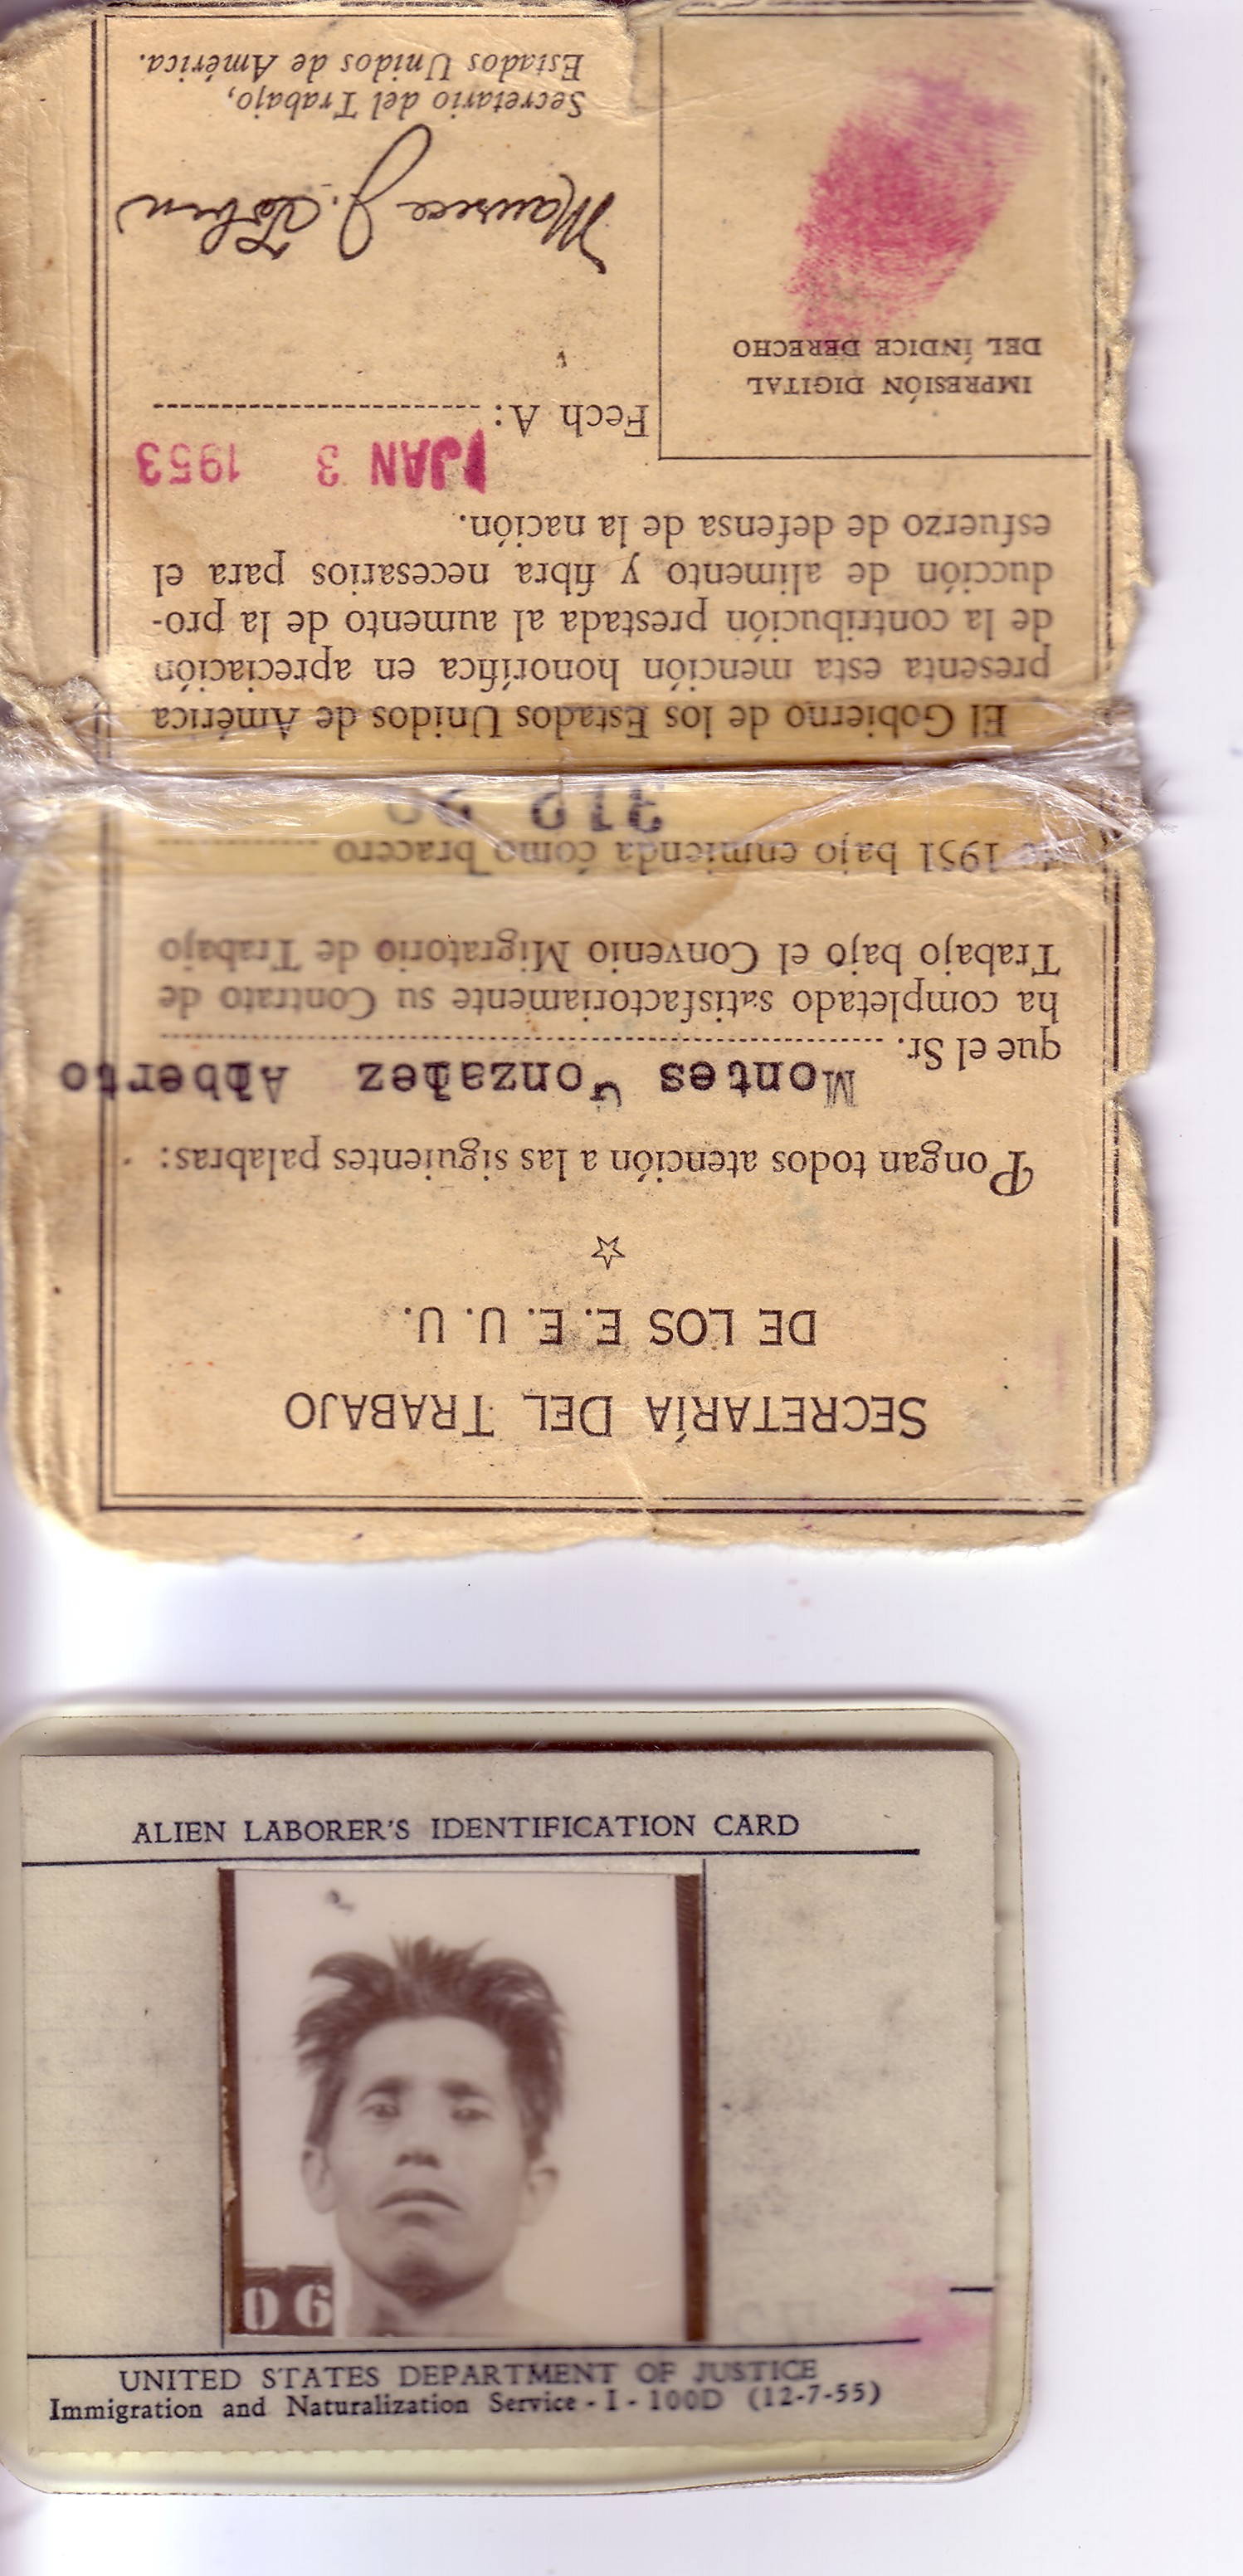 SECRETARÍA DEL TRABAJO
DE LOS E. E. U. U.
Pongan todos atención a las siguientes palabras:
Montes Gonzalez Alberto
que el Sr.
ha completado satisfactoriamente su Contrato de
Trabajo bajo el Convenio Migratorio de Trabajo
de 1951 bajo enmienda cómo bracero
El Gobierno de los Estados Unidos de América
presenta esta mención honorífica en apreciación
de la contribución prestada al aumento de la pro-
ducción de alimento y fibra necesarios para el
esfuerzo de defensa de la nación.
JAN 3 1953
Fech A:
IMPRESIÓN DIGITAL
DEL ÍNDICE DERECHO
Maurice J. Tobin
Secretario del Trabajo,
Estados Unidos de América.
ALIEN LABORER'S IDENTIFICATION CARD
06
UNITED STATES DEPARTMENT OF JUSTICE
Immigration and Naturalization Service - I - 100D (12-7-55)